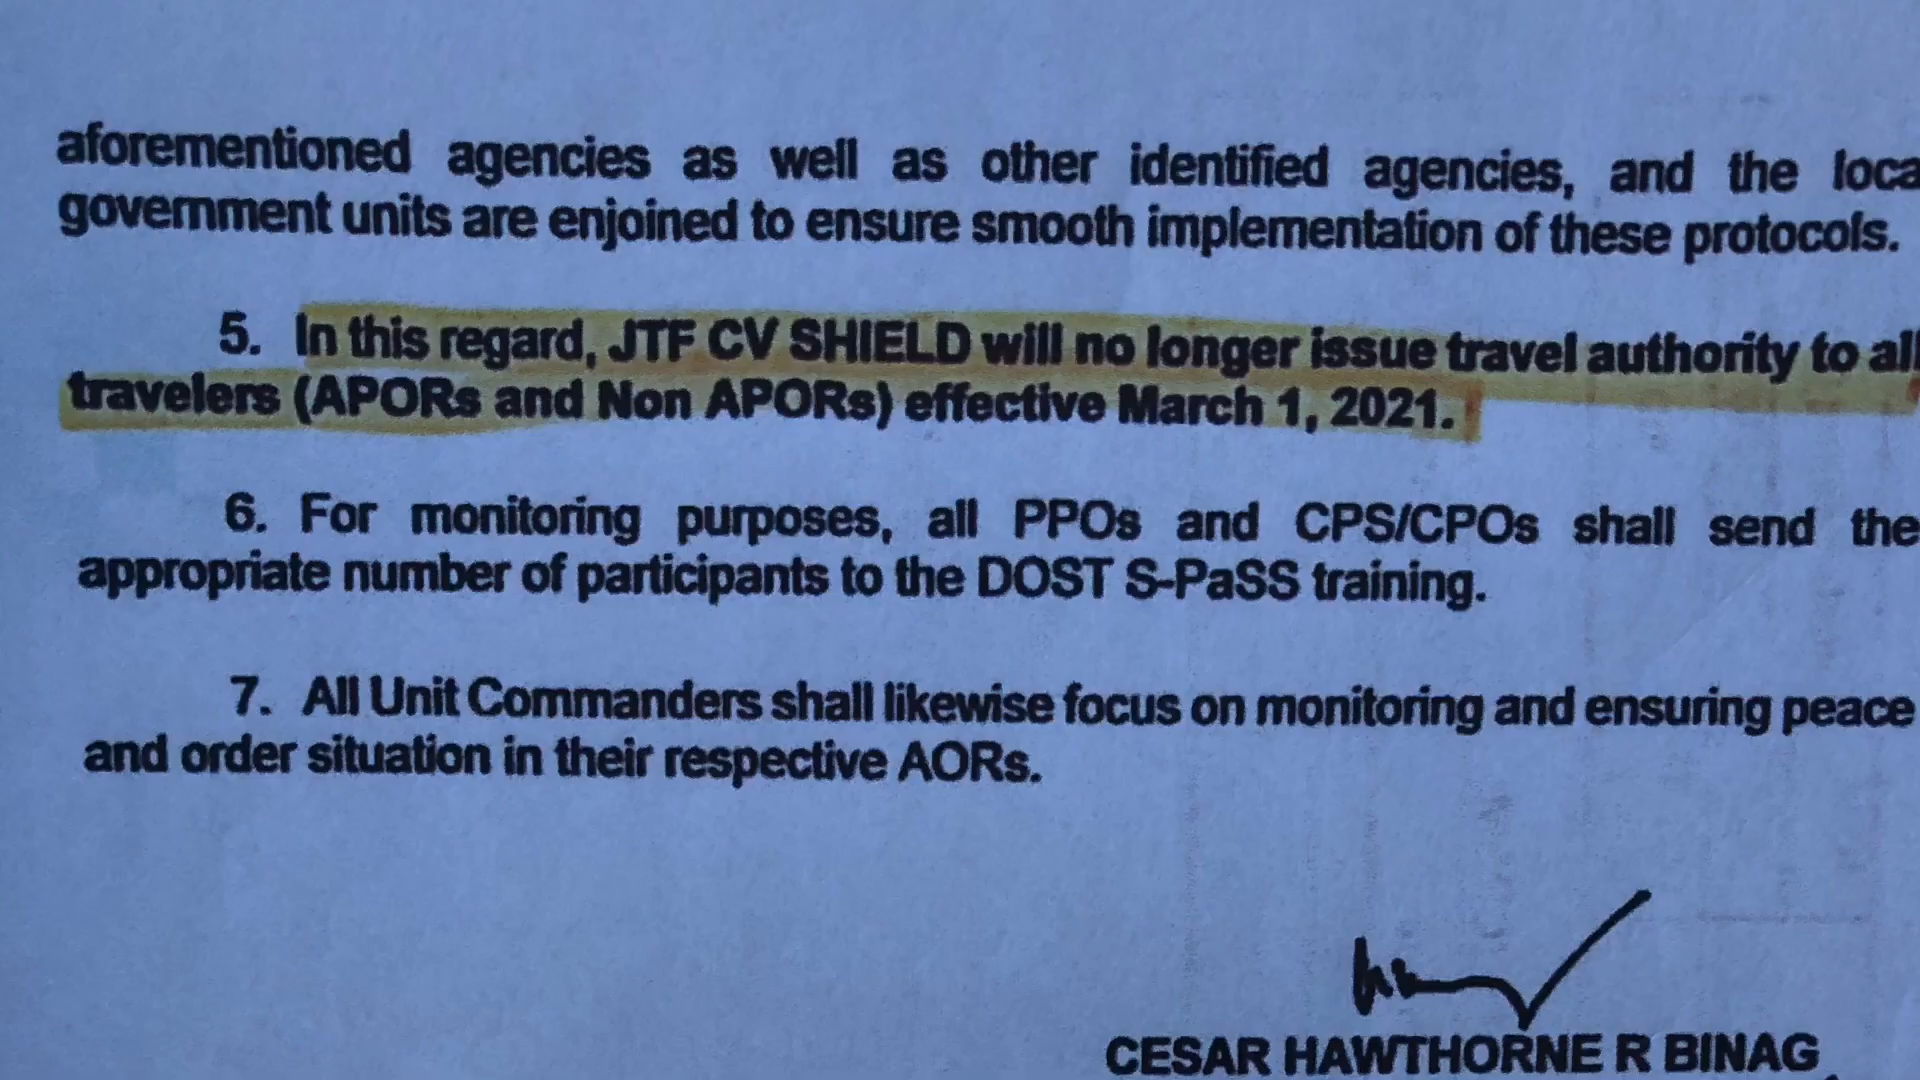 aforementioned agencies as well as other identified agencies, and the loca
government units are enjoined to ensure smooth implementation of these protocols.
5. In this regard, JTF CV SHIELD will no longer issue travel authority to all
travelers (APORs and Non APORs) effective March 1, 2021.
6. For monitoring purposes, all PPOs and CPS/CPOs shall send the
appropriate number of participants to the DOST S-PaSS training.
7. All Unit Commanders shall likewise focus on monitoring and ensuring peace
and order situation in their respective AORs.
CESAR HAWTHORNE R BINAG